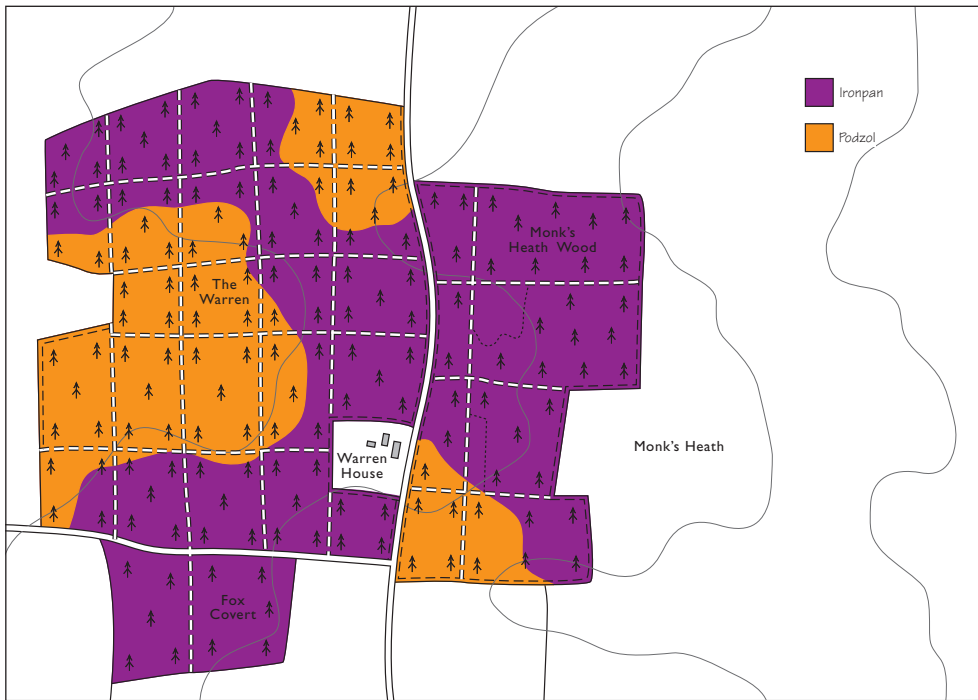 Ironpan
Podzol
Monk's
Heath Wood
The
Warren
Warren
House
Monk's Heath
Fox
Covert